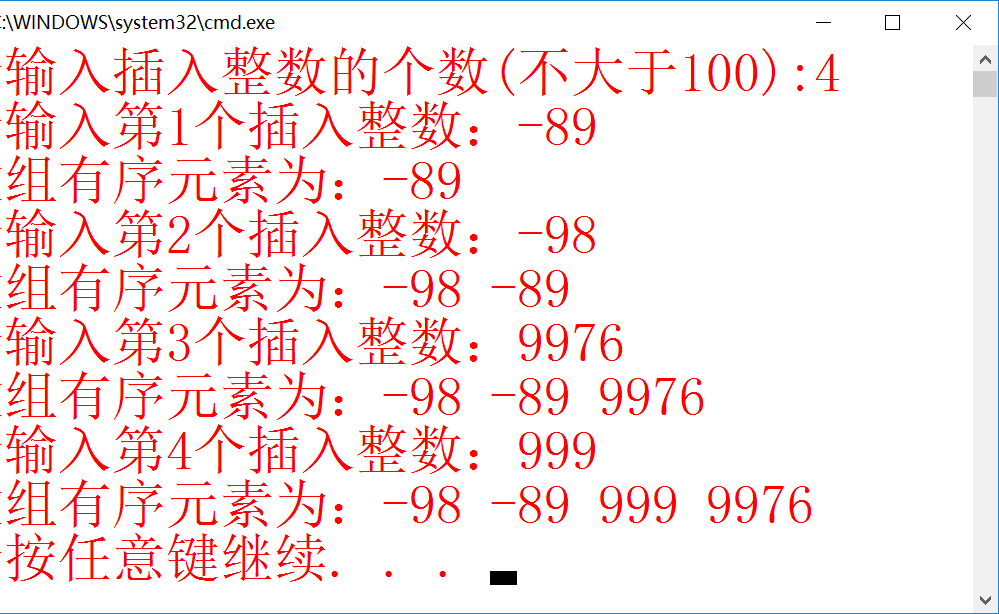 :\WINDOWS\system32\cmd.exe
输入插入整数的个数(不大于100):4
输入第1个插入整数：-89
组有序元素为：-89
输入第2个插入整数：-98
组有序元素为：-98 -89
输入第3个插入整数：9976
组有序元素为：-98 -89 9976
输入第4个插入整数：999
组有序元素为：-98 -89 999 9976
按任意键继续. . .